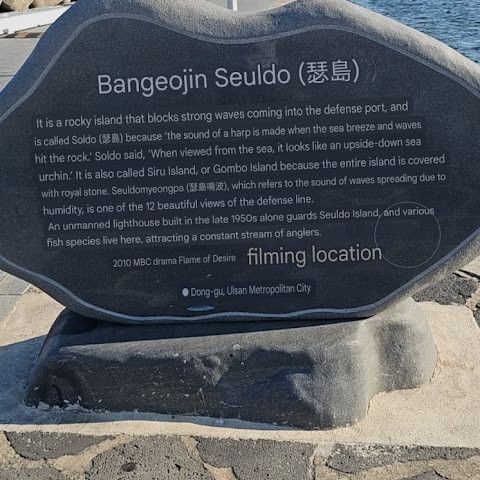 Bangeojin Seuldo (瑟島)
It is a rocky island that blocks strong waves coming into the defense port, and
is called Soldo (瑟島) because 'the sound of a harp is made when the sea breeze and waves
hit the rock.' Soldo said, 'When viewed from the sea, it looks like an upside-down sea
urchin.' It is also called Siru Island, or Gombo Island because the entire island is covered
with royal stone. Seuldomyeongpa (瑟島鳴波), which refers to the sound of waves spreading due to
humidity, is one of the 12 beautiful views of the defense line.
An unmanned lighthouse built in the late 1950s alone guards Seuldo Island, and various
fish species live here, attracting a constant stream of anglers.
2010 MBC drama Flame of Desire filming location
Dong-gu, Ulsan Metropolitan City